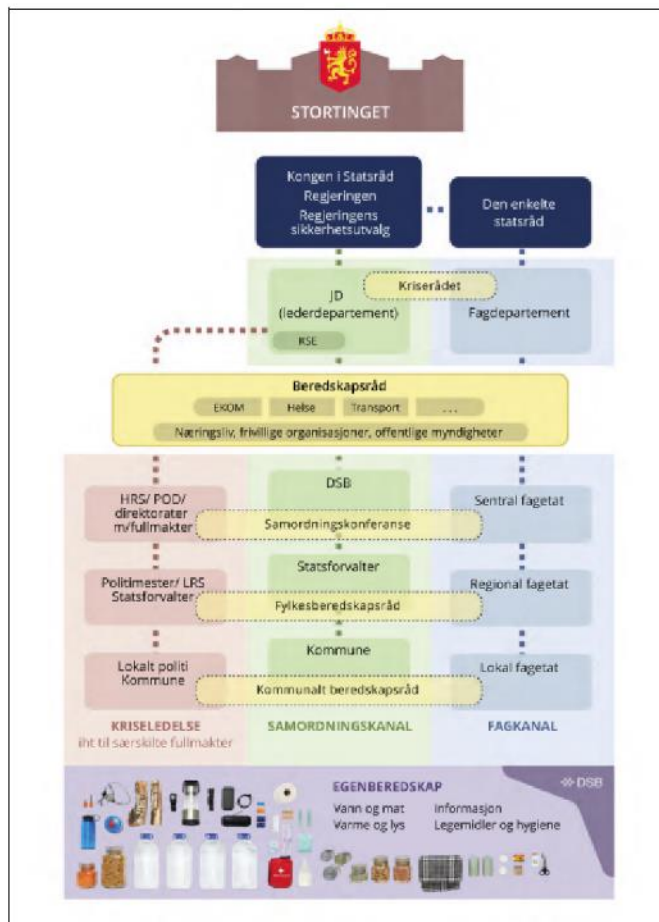 STORTINGET
Kongen i Statsråd
Regjeringen
Regjeringens
sikkerhetsutvalg
Den enkelte
statsråd
Kriserådet
JD
(lederdepartement)
Fagdepartement
KSE
Beredskapsråd
EKOM
Helse
Transport
...
Næringsliv, frivillige organisasjoner, offentlige myndigheter
HRS/ POD/
direktorater
m/fullmakter
DSB
Sentral fagetat
Samordningskonferanse
Politimester/ LRS
Statsforvalter
Statsforvalter
Regional fagetat
Fylkesberedskapsråd
Lokalt politi
Kommune
Kommune
Lokal fagetat
Kommunalt beredskapsråd
KRISELEDELSE
iht til særskilte fullmakter
SAMORDNINGSKANAL
FAGKANAL
EGENBEREDSKAP
DSB
Vann og mat
Informasjon
Varme og lys
Legemidler og hygiene